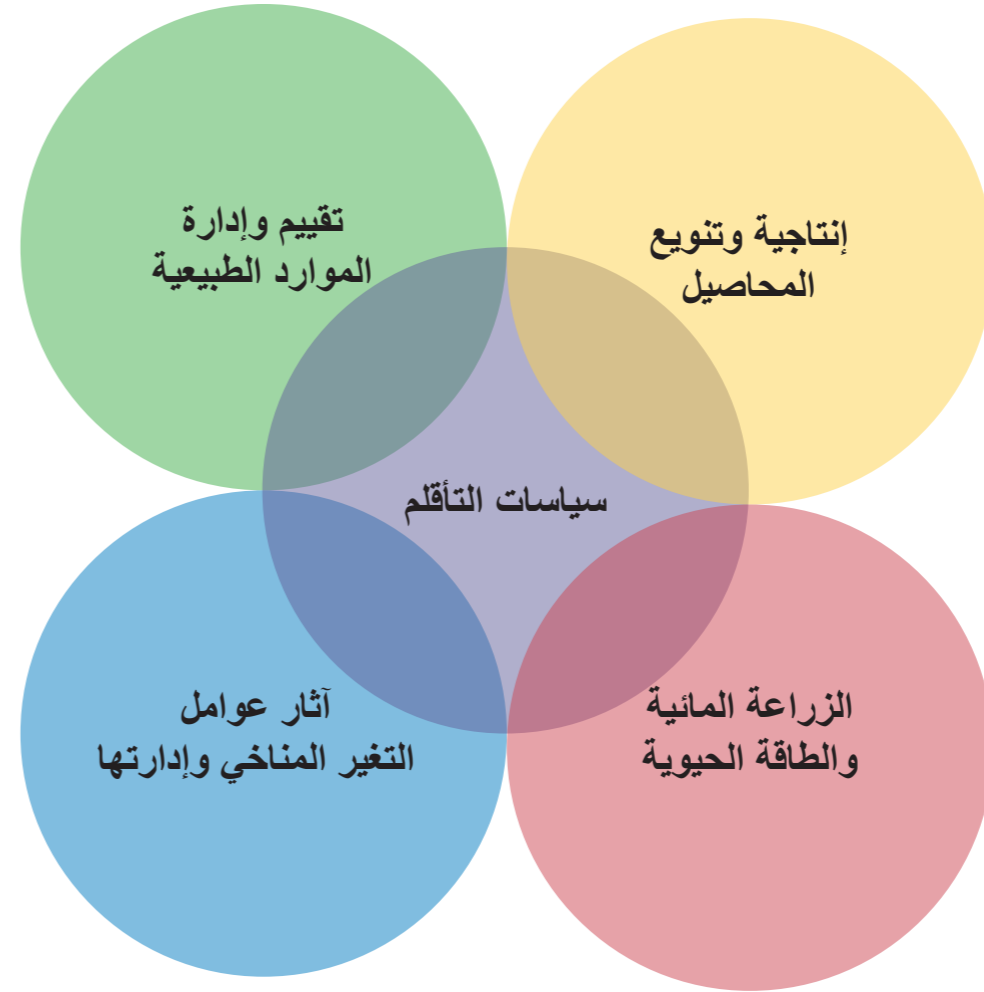 إنتاجية وتنويع
المحاصيل
تقييم وإدارة
الموارد الطبيعية
سياسات التأقلم
الزراعة المائية
والطاقة الحيوية
آثار عوامل
التغير المناخي وإدارتها